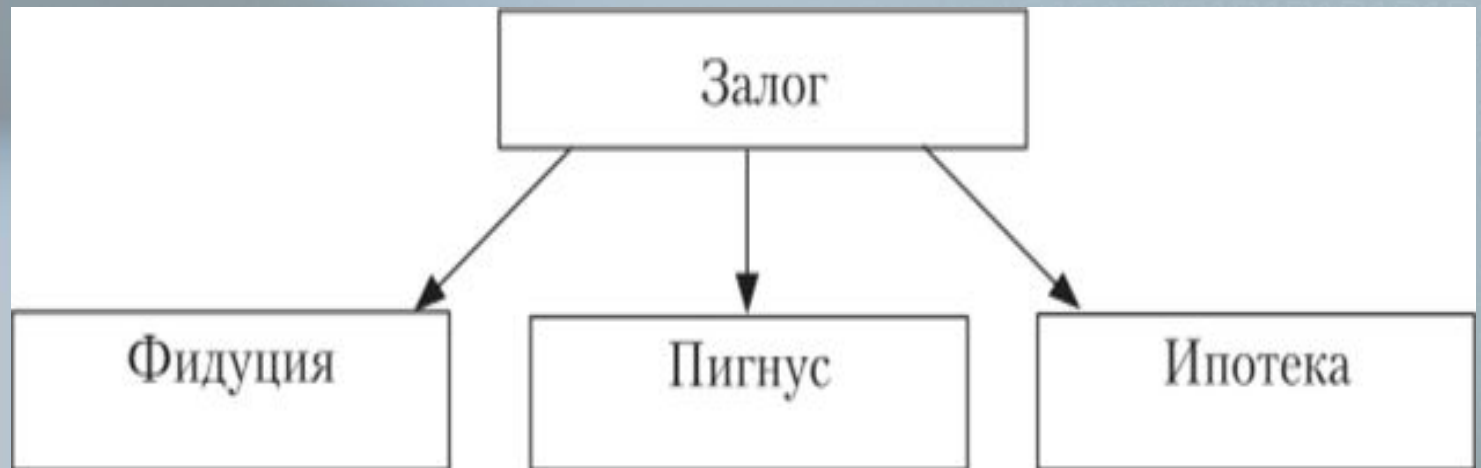 Залог
Фидуция
Пигнус
Ипотека